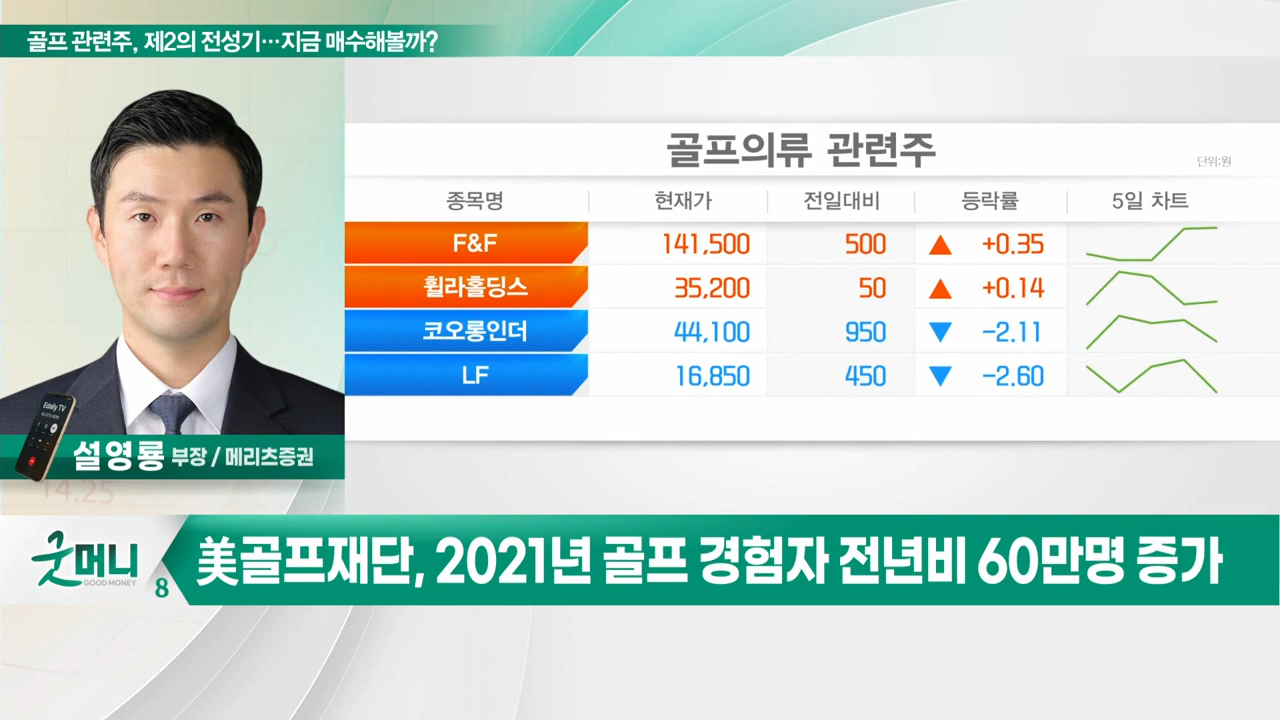 골프 관련주, 제2의 전성기…지금 매수해볼까?
골프의류 관련주
단위:원
종목명 현재가 전일대비 등락률 5일 차트
F&F 141,500 500 ▲ +0.35
휠라홀딩스 35,200 50 ▲ +0.14
코오롱인더 44,100 950 ▼ -2.11
LF 16,850 450 ▼ -2.60
Edaily TV
설영룡 부장 / 메리츠증권
14.25
굿머니
GOOD MONEY
8
美골프재단, 2021년 골프 경험자 전년비 60만명 증가